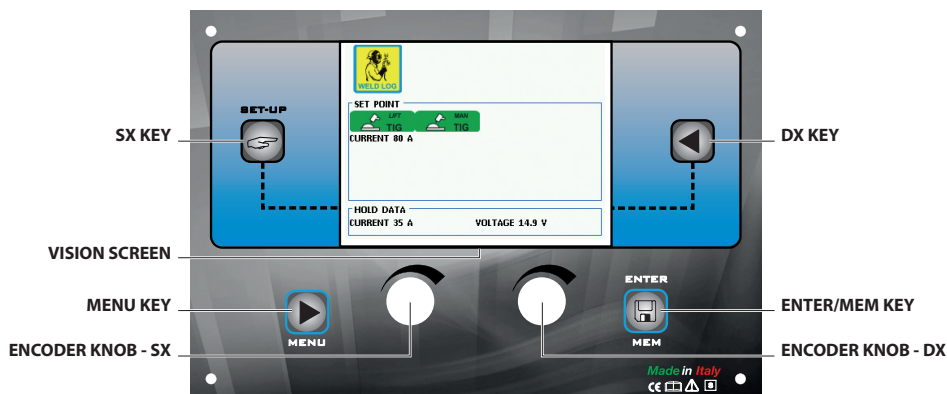 WELD LOG
SET POINT
LIFT
TIG
MAN
TIG
CURRENT 80 A
HOLD DATA
CURRENT 35 A VOLTAGE 14.9 V
SET-UP
SX KEY
DX KEY
VISION SCREEN
MENU KEY
ENTER
ENTER/MEM KEY
MENU
MEM
ENCODER KNOB - SX
ENCODER KNOB - DX
Made in Italy
CE